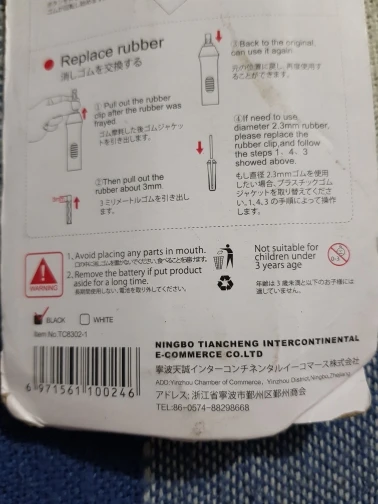 Replace rubber
消しゴムを交換する
① Pull out the rubber
clip after the rubber was
frayed.
ゴム摩耗した後ゴムジャケッ
トを引き出します。
②Then pull out the
rubber about 3mm.
3ミリメートルゴムを引き出し
ます。
③Back to the original,
can use it again.
元の位置に戻し、再度使用す
ることができます。
④If need to use
diameter 2.3mm rubber,
please replace the
rubber clip,and follow
the steps 1、4、3
showed above.
もし直径2.3mmゴムを使用
したい場合、プラスチックゴム
ジャケットを取り替えてくださ
い、1、4、3の手順によって操作
します。
WARNING
1、Avoid placing any parts in mouth.
2、Remove the battery if put product
aside for a long time.
長期間使用しない、電池を取り外してください。
Not suitable for
children under
3 years age
年齢は3歳未満と以下のお子様には
適していません。
BLACK
WHITE
Item No:TC8302-1
6 971561 100246
NINGBO TIANCHENG INTERCONTINENTAL
E-COMMERCE CO.LTD
寧波天誠インターコンチネンタルイーコマース株式会社
ADD:Yinzhou Chamber of Commerce, Yinzhou District,Ningbo,Zhejiang
アドレス:浙江省寧波市鄞州区鄞州商会
TEL:86-0574-88298668